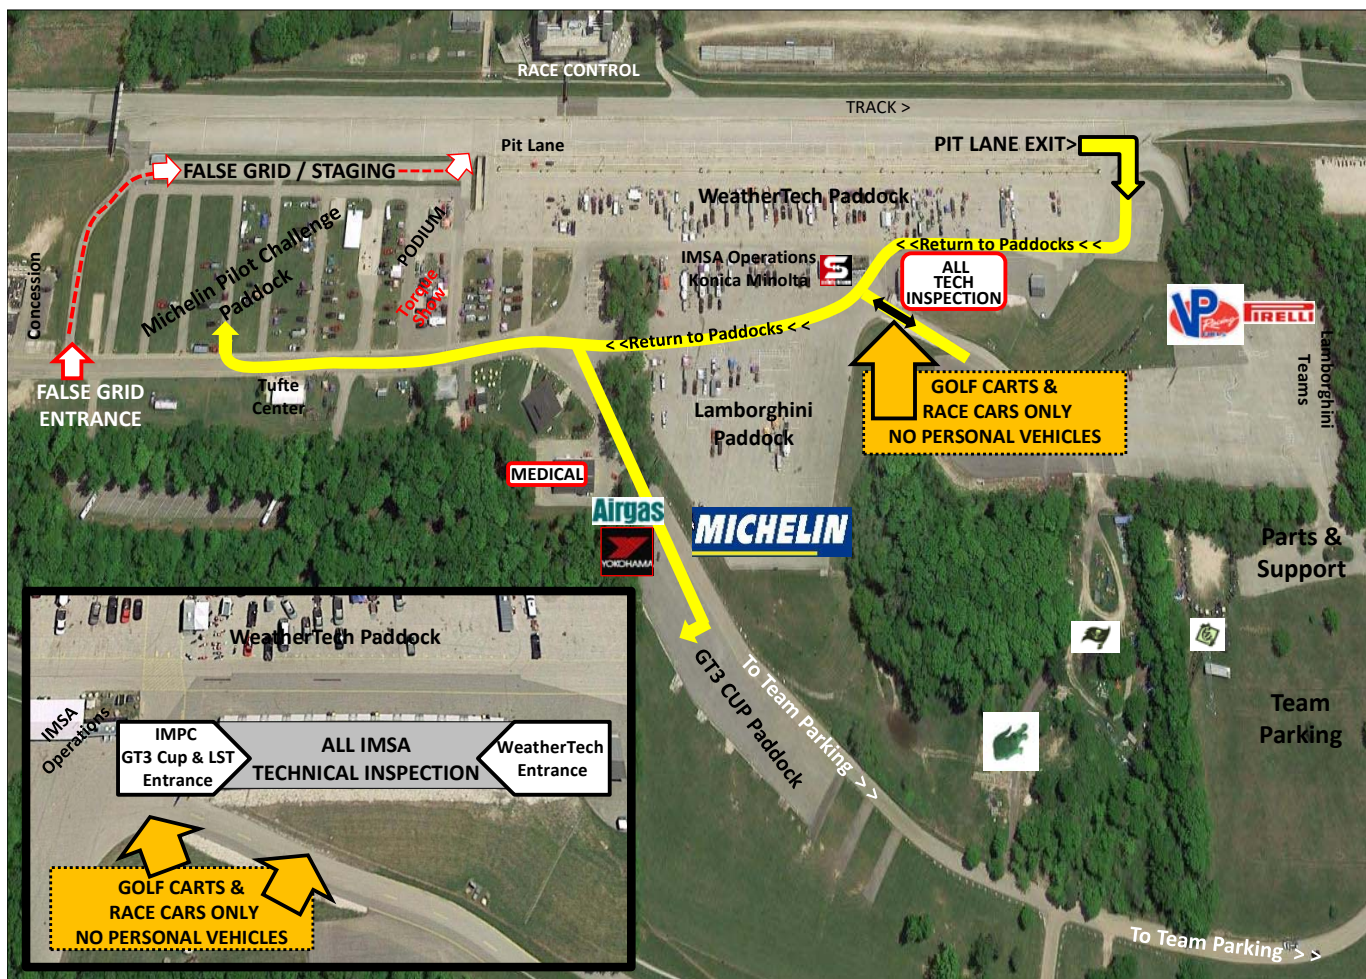 RACE CONTROL
TRACK >
Pit Lane
PIT LANE EXIT>
FALSE GRID / STAGING
WeatherTech Paddock
Michelin Pilot Challenge
Paddock
PODIUM
Torque
Show
Concession
IMSA Operations
Konica Minolta
S
< <Return to Paddocks < <
ALL
TECH
INSPECTION
VP
Racing
FUELS
PIRELLI
Lamborghini
Teams
< <Return to Paddocks < <
FALSE GRID
ENTRANCE
Tufte
Center
Lamborghini
Paddock
GOLF CARTS &
RACE CARS ONLY
NO PERSONAL VEHICLES
MEDICAL
Airgas
YOKOHAMA
MICHELIN
Parts &
Support
Team
Parking
GT3 CUP Paddock
To Team Parking > >
To Team Parking > >
WeatherTech Paddock
IMSA
Operations
IMPC
GT3 Cup & LST
Entrance
ALL IMSA
TECHNICAL INSPECTION
WeatherTech
Entrance
GOLF CARTS &
RACE CARS ONLY
NO PERSONAL VEHICLES